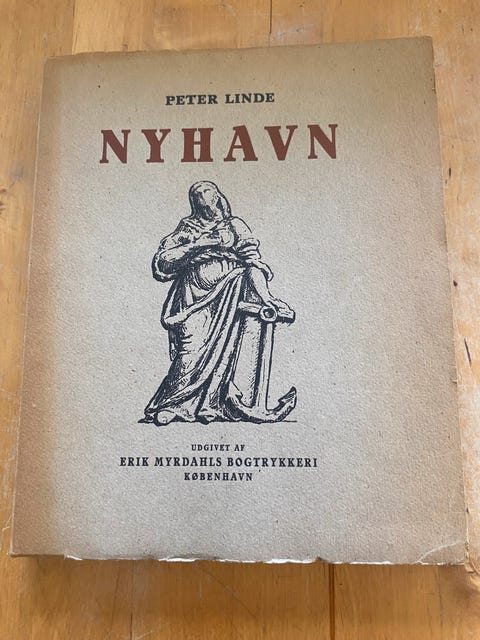 PETER LINDE
NYHAVN
UDGIVET AF
ERIK MYRDAHLS BOGTRYKKERI
KØBENHAVN